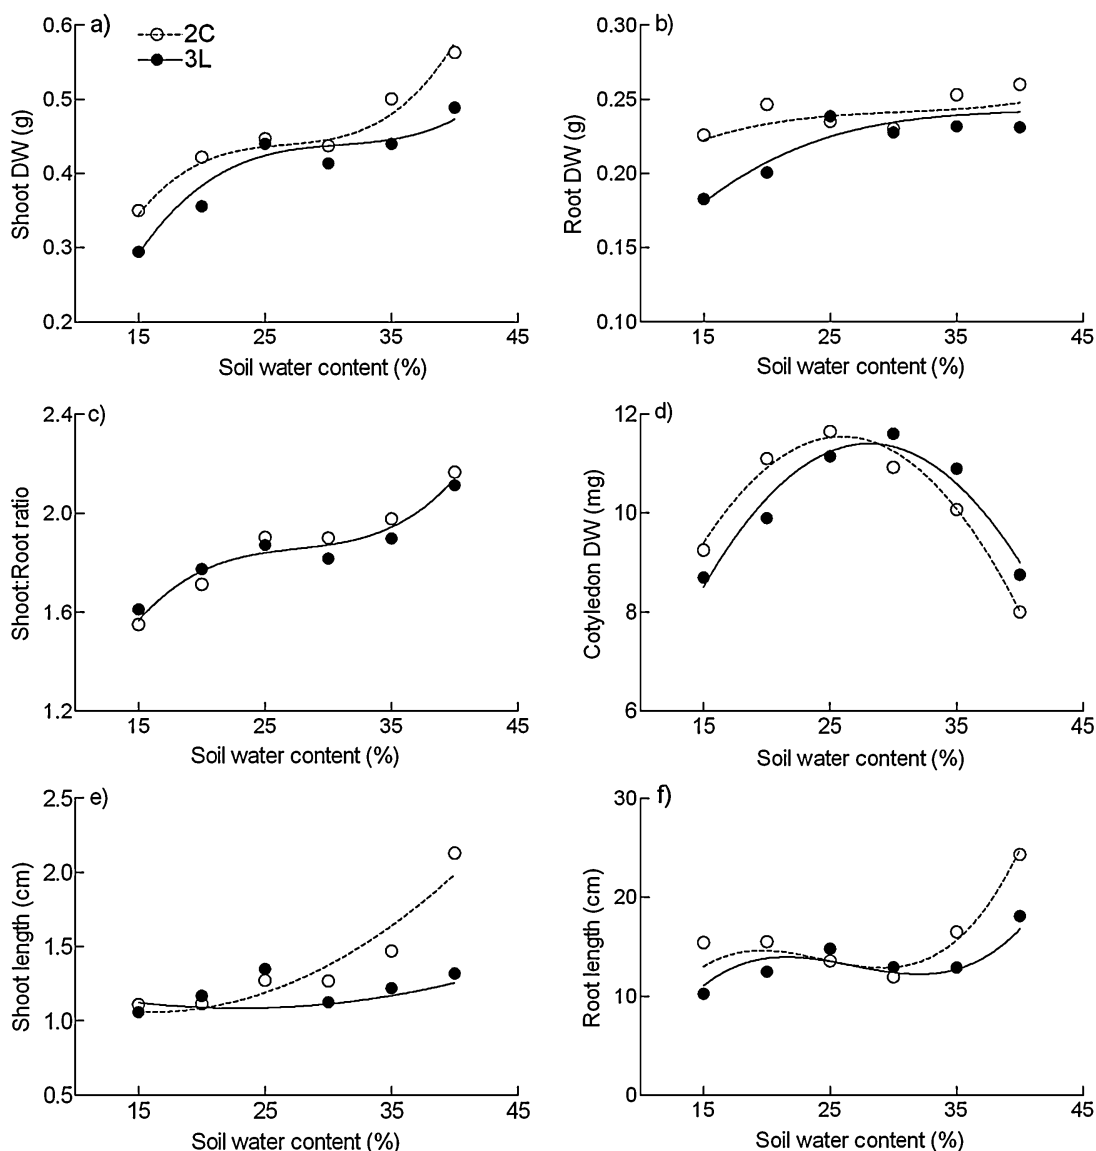 a)
2C
3L
0.6
0.5
0.4
0.3
0.2
Shoot DW (g)
15 25 35 45
Soil water content (%)
b)
0.30
0.25
0.20
0.15
0.10
Root DW (g)
15 25 35 45
Soil water content (%)
c)
2.4
2.0
1.6
1.2
Shoot:Root ratio
15 25 35 45
Soil water content (%)
d)
12
10
8
6
Cotyledon DW (mg)
15 25 35 45
Soil water content (%)
e)
2.5
2.0
1.5
1.0
0.5
Shoot length (cm)
15 25 35 45
Soil water content (%)
f)
30
20
10
0
Root length (cm)
15 25 35 45
Soil water content (%)